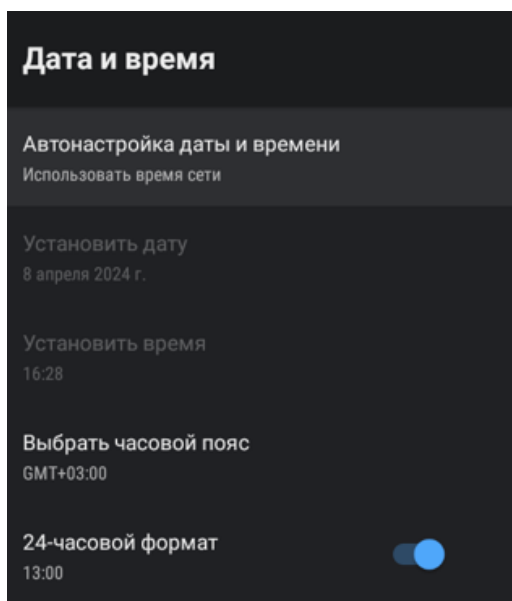 Дата и время
Автонастройка даты и времени
Использовать время сети
Установить дату
8 апреля 2024 г.
Установить время
16:28
Выбрать часовой пояс
GMT+03:00
24-часовой формат
13:00